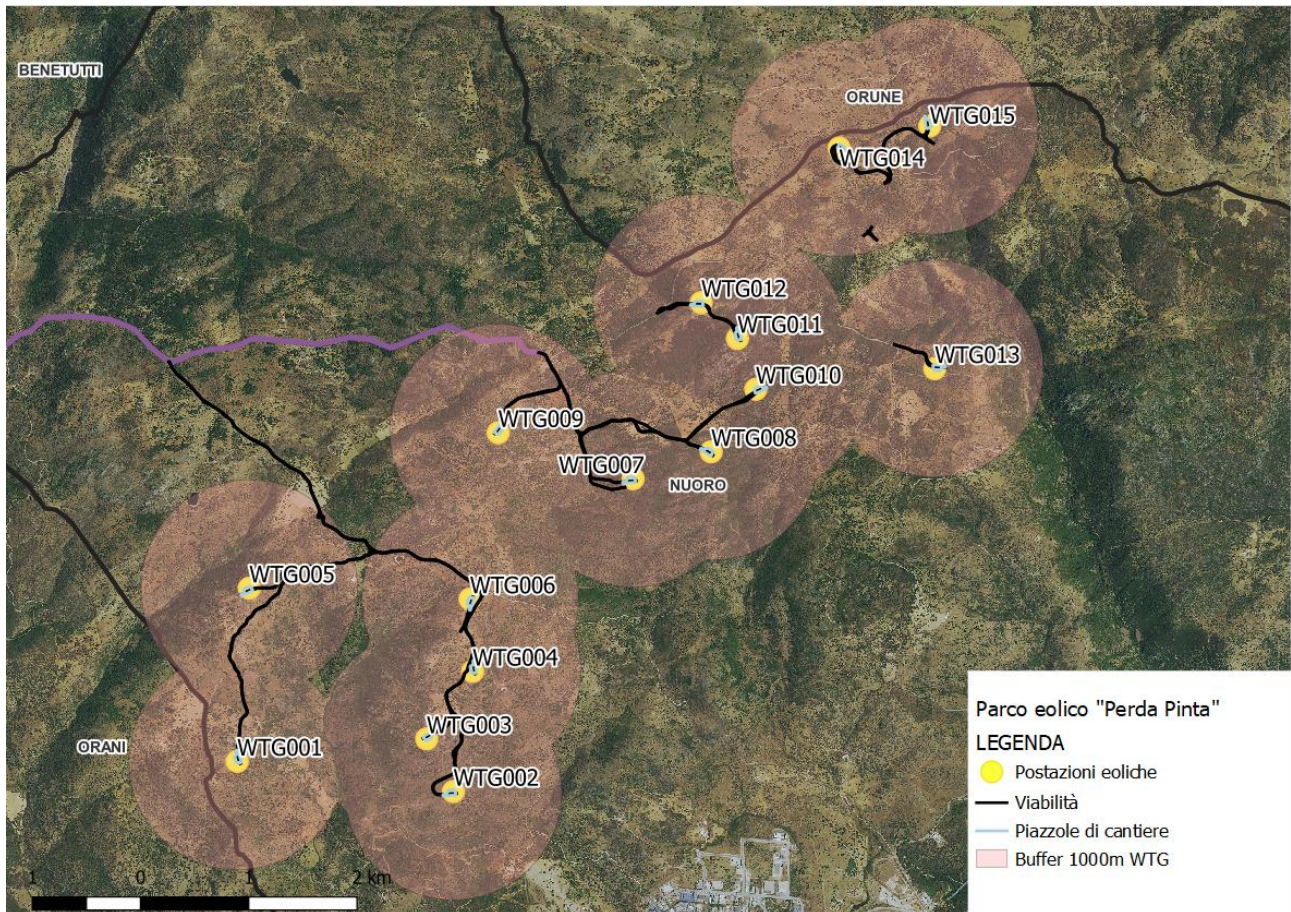 BENETUTTI
ORUNE
WTG015
WTG014
WTG012
WTG011
WTG013
WTG010
WTG009
WTG008
WTG007
NUORO
WTG005
WTG006
WTG004
WTG003
ORANI
WTG001
WTG002
1 0 1 2 km
Parco eolico "Perda Pinta"
LEGENDA
Postazioni eoliche
Viabilità
Piazzole di cantiere
Buffer 1000m WTG